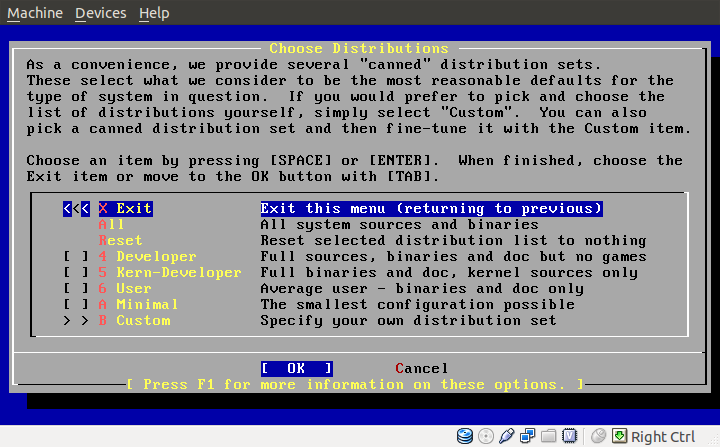 Machine Devices Help
Choose Distributions
As a convenience, we provide several "canned" distribution sets.
These select what we consider to be the most reasonable defaults for the
type of system in question.  If you would prefer to pick and choose the
list of distributions yourself, simply select "Custom".  You can also
pick a canned distribution set and then fine-tune it with the Custom item.
Choose an item by pressing [SPACE] or [ENTER].  When finished, choose the
Exit item or move to the OK button with [TAB].
<<< X Exit Exit this menu (returning to previous)
All All system sources and binaries
Reset Reset selected distribution list to nothing
[ ] 4 Developer Full sources, binaries and doc but no games
[ ] 5 Kern-Developer Full binaries and doc, kernel sources only
[ ] 6 User Average user - binaries and doc only
[ ] A Minimal The smallest configuration possible
> > B Custom Specify your own distribution set
[ OK ] Cancel
[ Press F1 for more information on these options. ]
Right Ctrl